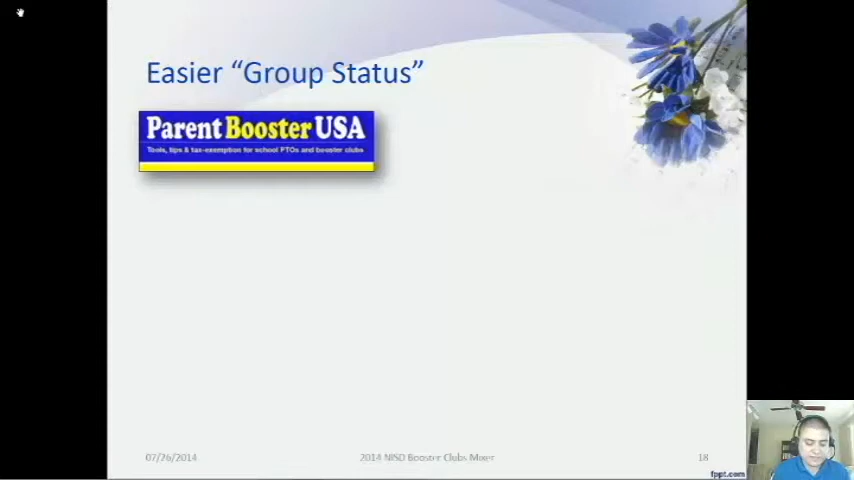 Easier “Group Status”
Parent Booster USA
Tools, tips & tax-exemption for school PTOs and booster clubs
07/26/2014
2014 NISD Booster Clubs Mixer
18
fppt.com